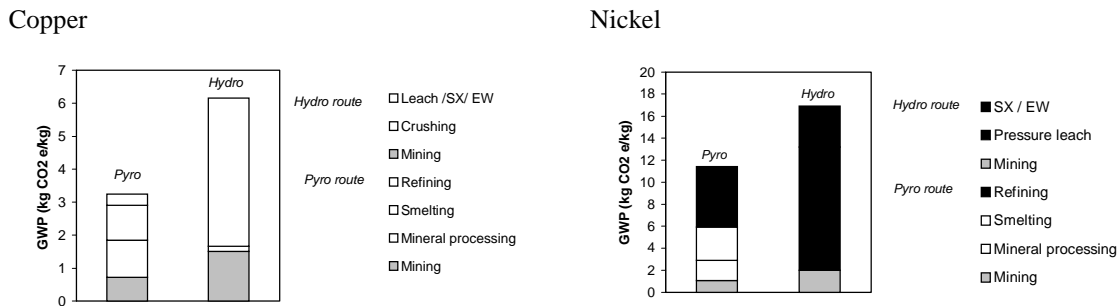 Copper
GWP (kg CO2 e/kg)
7
6
5
4
3
2
1
0
Pyro
Hydro
Hydro route
Leach /SX/ EW
Crushing
Mining
Pyro route
Refining
Smelting
Mineral processing
Mining
Nickel
GWP (kg CO2 e/kg)
20
18
16
14
12
10
8
6
4
2
0
Pyro
Hydro
Hydro route
SX / EW
Pressure leach
Mining
Pyro route
Refining
Smelting
Mineral processing
Mining